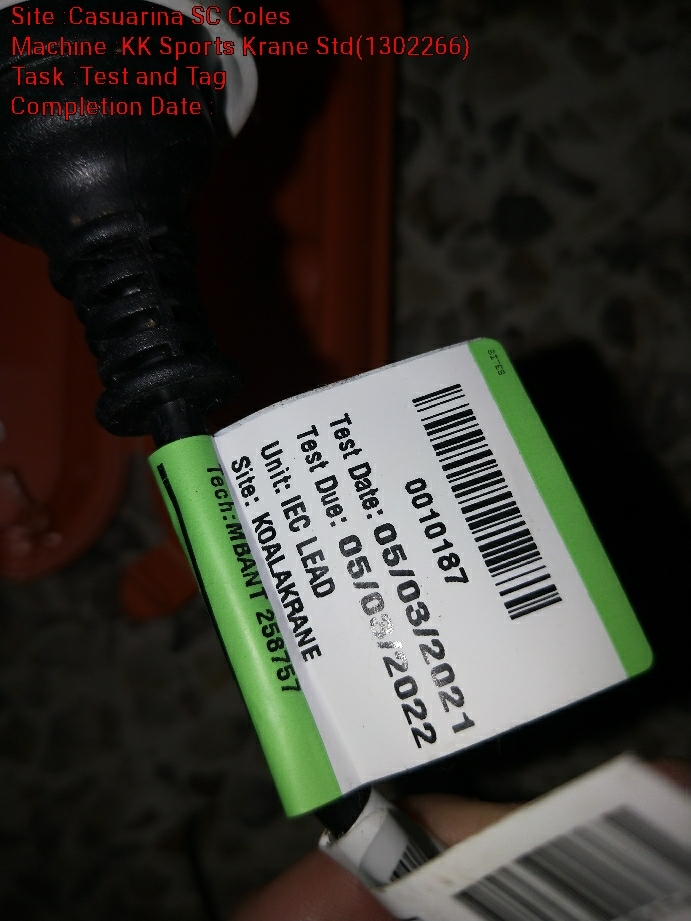 Site :Casuarina SC Coles
Machine :KK Sports Krane Std(1302266)
Task :Test and Tag
Completion Date :
0010187
Test Date: 05/03/2021
Test Due: 05/03/2022
Unit: IEC LEAD
Site: KOALAKRANE
Tech:MBANT 258757